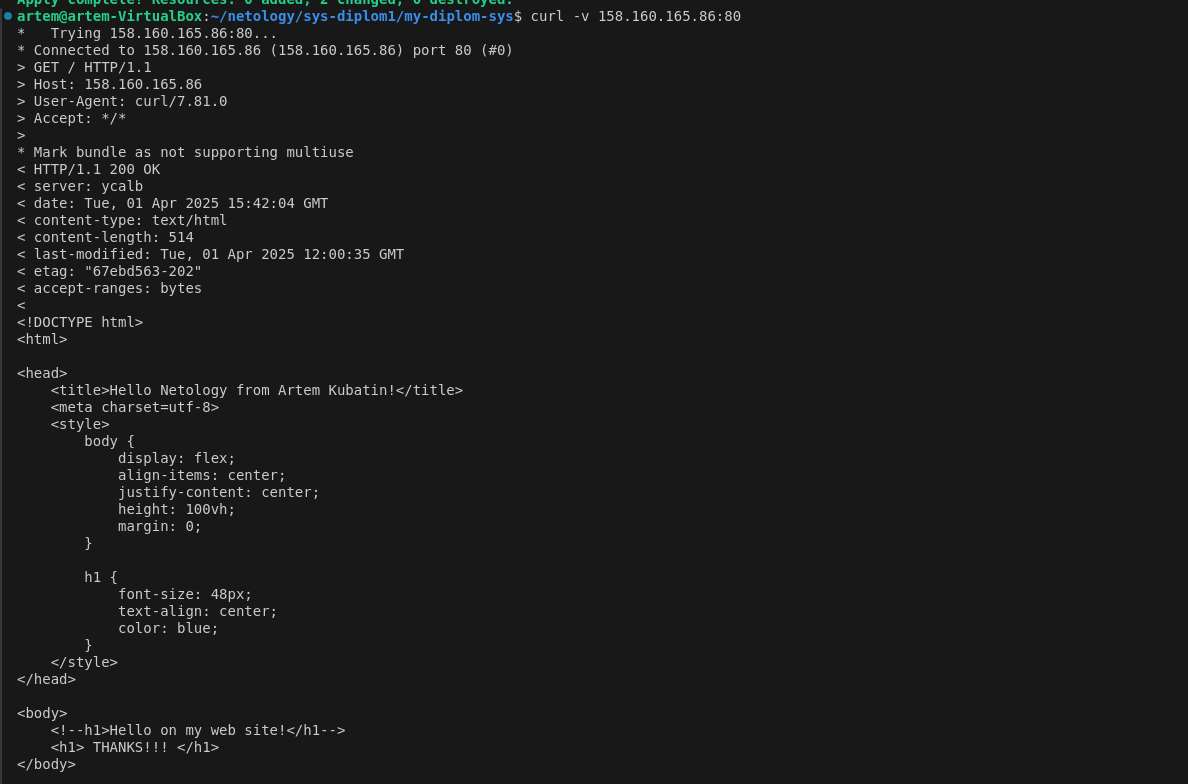 Apply complete! Resources: 0 added, 2 changed, 0 destroyed.
artem@artem-VirtualBox:~/netology/sys-diplom1/my-diplom-sys$ curl -v 158.160.165.86:80
*   Trying 158.160.165.86:80...
* Connected to 158.160.165.86 (158.160.165.86) port 80 (#0)
> GET / HTTP/1.1
> Host: 158.160.165.86
> User-Agent: curl/7.81.0
> Accept: */*
>
* Mark bundle as not supporting multiuse
< HTTP/1.1 200 OK
< server: ycalb
< date: Tue, 01 Apr 2025 15:42:04 GMT
< content-type: text/html
< content-length: 514
< last-modified: Tue, 01 Apr 2025 12:00:35 GMT
< etag: "67ebd563-202"
< accept-ranges: bytes
<
<!DOCTYPE html>
<html>

<head>
    <title>Hello Netology from Artem Kubatin!</title>
    <meta charset=utf-8>
    <style>
        body {
            display: flex;
            align-items: center;
            justify-content: center;
            height: 100vh;
            margin: 0;
        }

        h1 {
            font-size: 48px;
            text-align: center;
            color: blue;
        }
    </style>
</head>

<body>
    <!--h1>Hello on my web site!</h1-->
    <h1> THANKS!!! </h1>
</body>